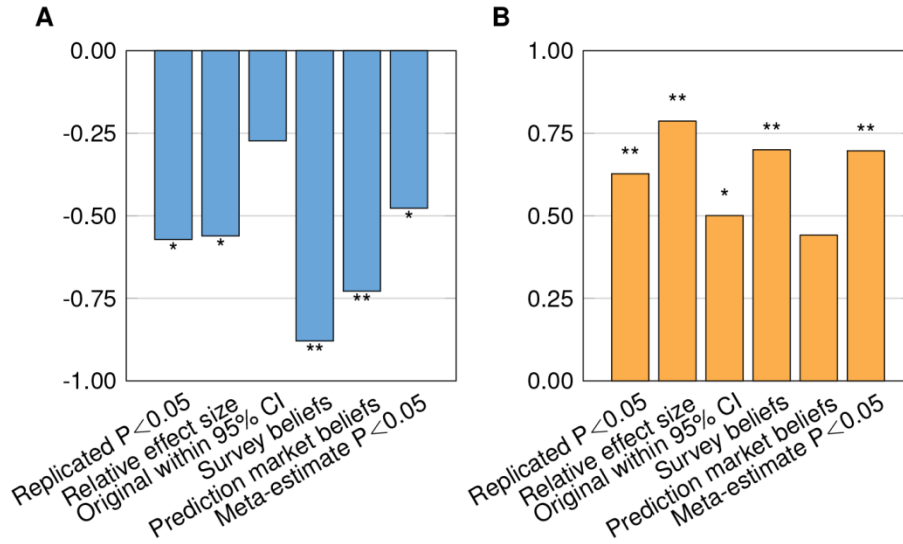 A
0.00
-0.25
-0.50
-0.75
-1.00
*
*
**
**
*
Replicated P<0.05
Relative effect size
Original within 95% CI
Survey beliefs
Prediction market beliefs
Meta-estimate P<0.05
B
1.00
0.75
0.50
0.25
0.00
**
**
*
**
**
Replicated P<0.05
Relative effect size
Original within 95% CI
Survey beliefs
Prediction market beliefs
Meta-estimate P<0.05